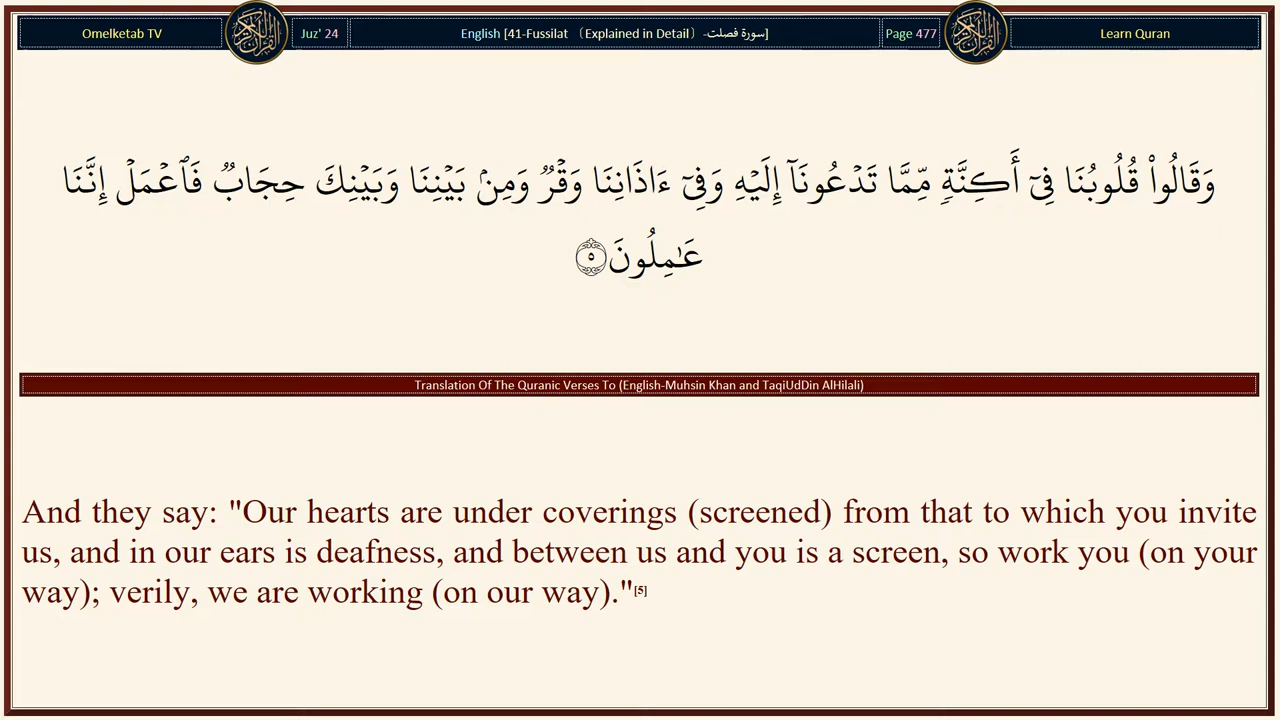 Omelketab TV
Juz' 24
English [41-Fussilat （Explained in Detail）-سورة فصلت]
Page 477
Learn Quran
وَقَالُوا۟ قُلُوبُنَا فِىٓ أَكِنَّةٍۢ مِّمَّا تَدْعُونَآ إِلَيْهِ وَفِىٓ ءَاذَانِنَا وَقْرٌۭ وَمِنۢ بَيْنِنَا وَبَيْنِكَ حِجَابٌۭ فَٱعْمَلْ إِنَّنَا
عَـٰمِلُونَ ٥
Translation Of The Quranic Verses To (English-Muhsin Khan and TaqiUdDin AlHilali)
And they say: "Our hearts are under coverings (screened) from that to which you invite
us, and in our ears is deafness, and between us and you is a screen, so work you (on your
way); verily, we are working (on our way)."[5]